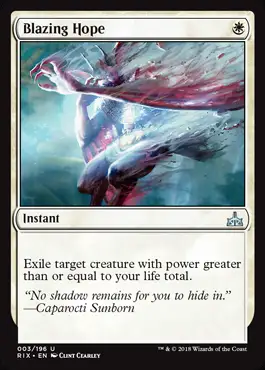 Blazing Hope
Instant
Exile target creature with power greater
than or equal to your life total.
“No shadow remains for you to hide in.”
—Caparocti Sunborn
003/196 U
RIX • EN Clint Cearley
™ & © 2018 Wizards of the Coast